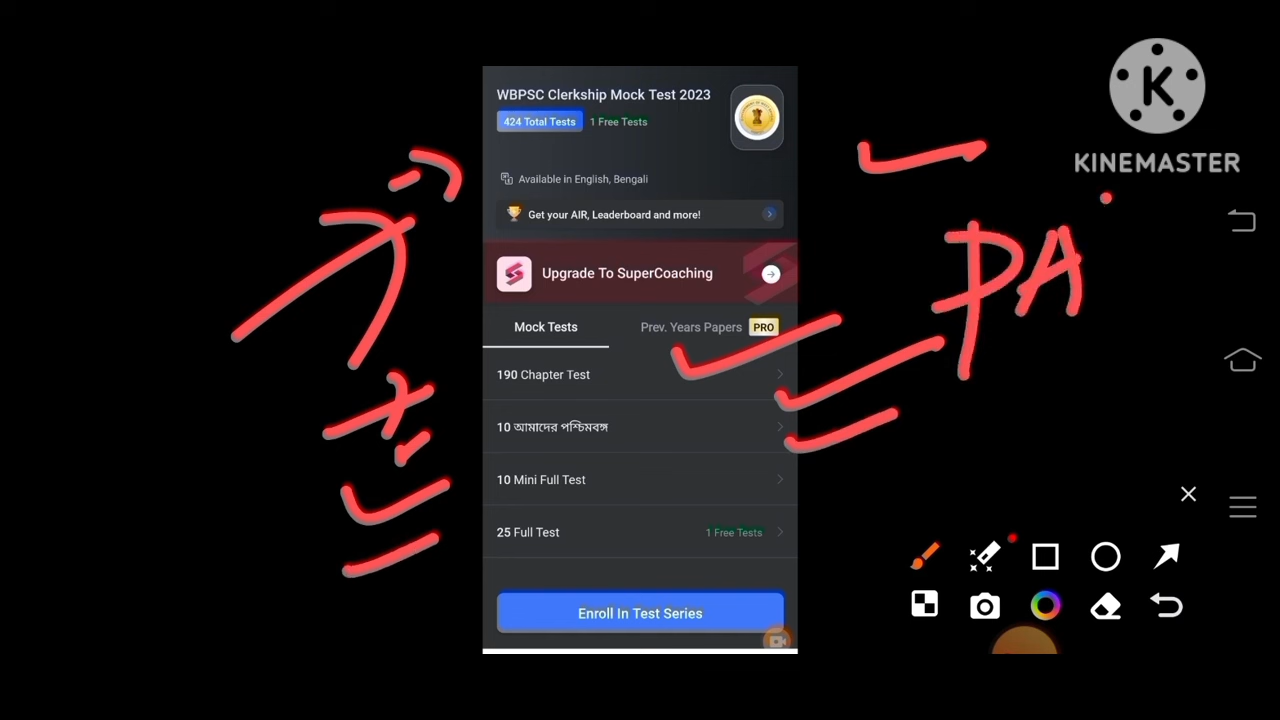 WBPSC Clerkship Mock Test 2023
424 Total Tests 1 Free Tests
Available in English, Bengali
Get your AIR, Leaderboard and more!
Upgrade To SuperCoaching
Mock Tests Prev. Years Papers PRO
190 Chapter Test
10 আমাদের পশ্চিমবঙ্গ
10 Mini Full Test
25 Full Test 1 Free Tests
Enroll In Test Series
K
KINEMASTER
PA